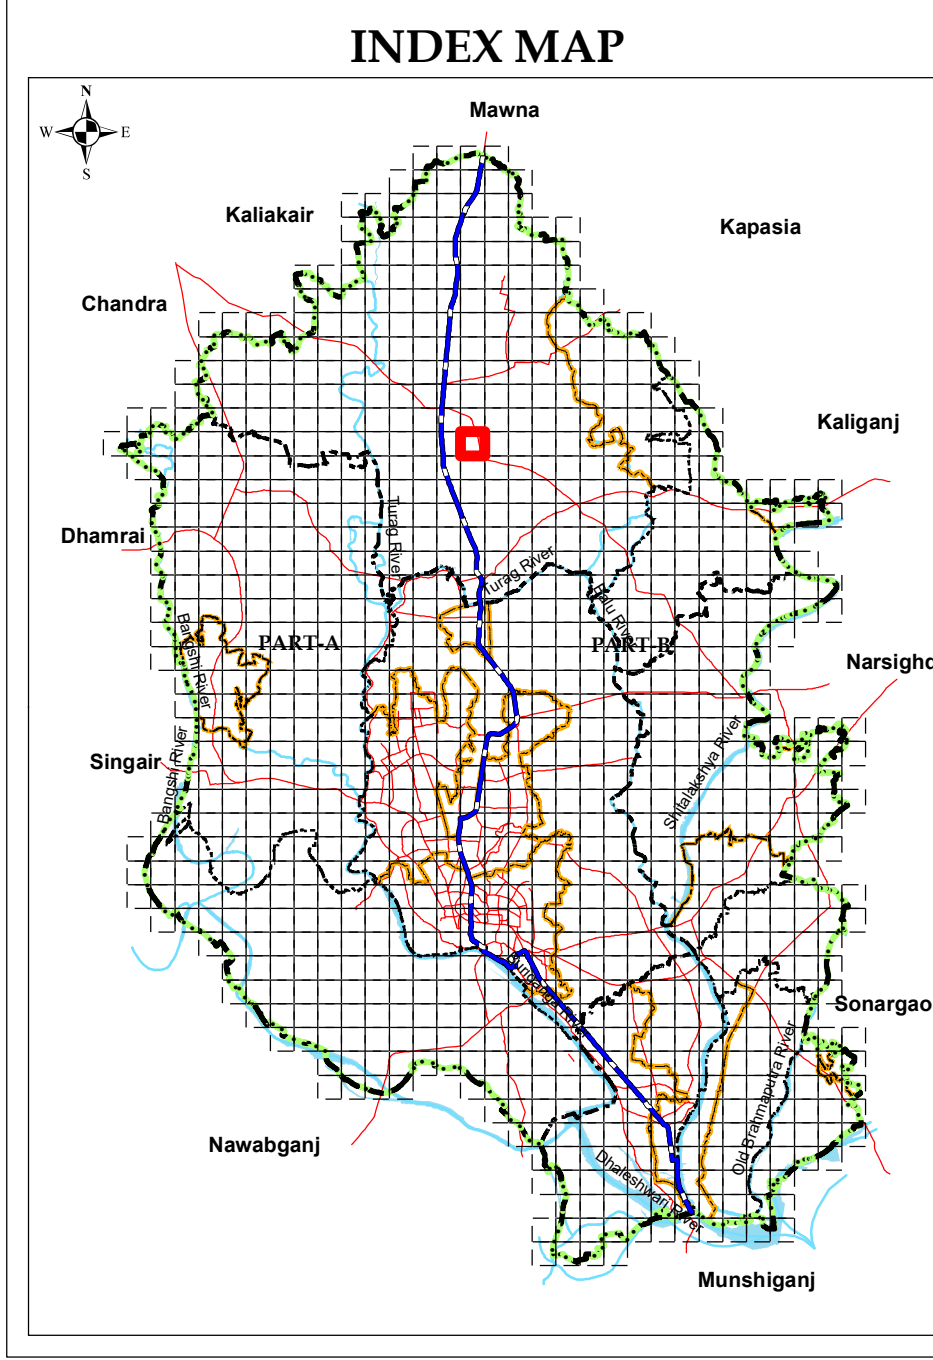 INDEX MAP
N
W E
S
Mawna
Kaliakair
Kapasia
Chandra
Kaliganj
Dhamrai
Turag River
Turag River
Balu River
Bangshi River
PART-A
PART-B
Narsighd
Singair
Bangshi River
Shitalakshya River
Buriganga River
Sonargao
Old Brahmaputra River
Nawabganj
Dhaleshwari River
Munshiganj